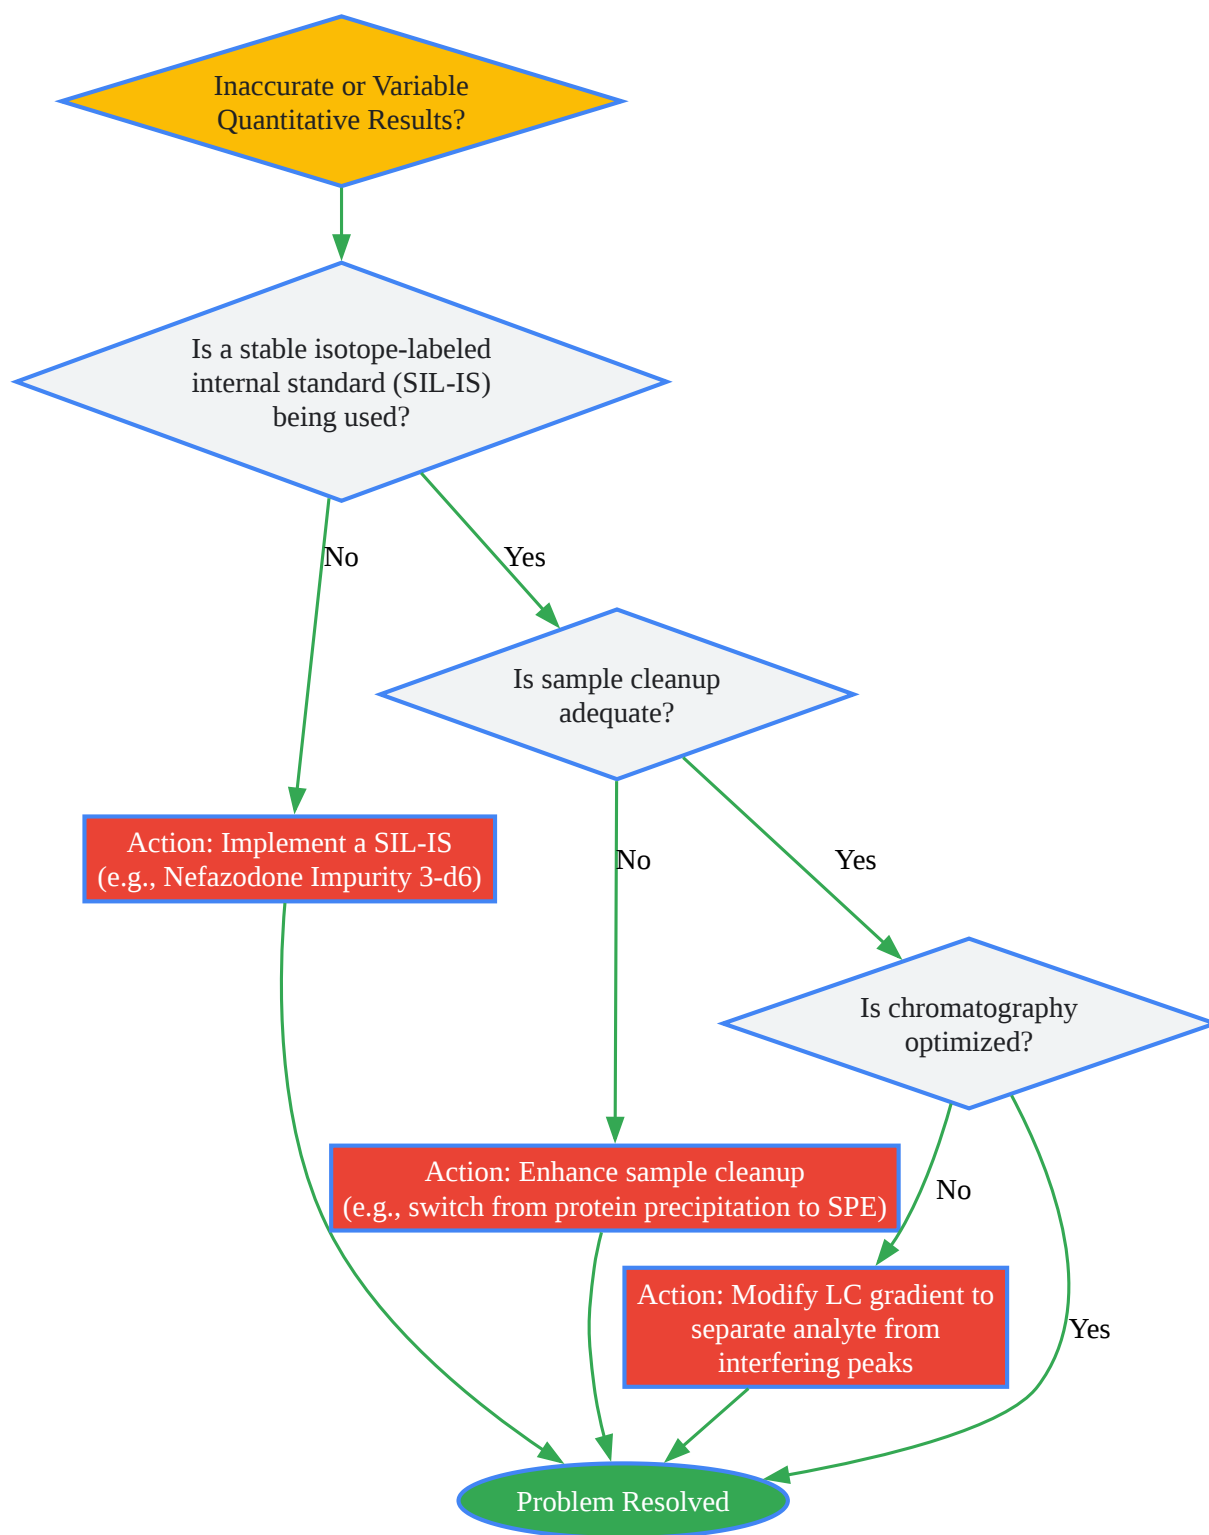 Inaccurate or Variable
Quantitative Results?
Is a stable isotope-labeled
internal standard (SIL-IS)
being used?
No
Yes
Is sample cleanup
adequate?
Action: Implement a SIL-IS
(e.g., Nefazodone Impurity 3-d6)
No
Yes
Is chromatography
optimized?
Action: Enhance sample cleanup
(e.g., switch from protein precipitation to SPE)
No
Action: Modify LC gradient to
separate analyte from
interfering peaks
Yes
Problem Resolved